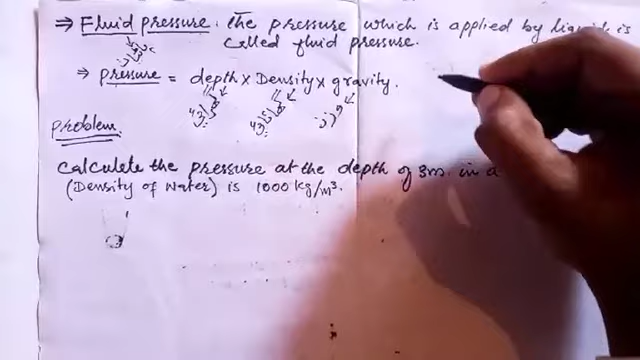 ⇒ Fluid pressure. The pressure which is applied by liquid is
called fluid pressure.
⇒ pressure = depth × Density × gravity.
problem.
Calculate the pressure at the depth of 3m. in a
(Density of Water) is 1000 kg/m³.